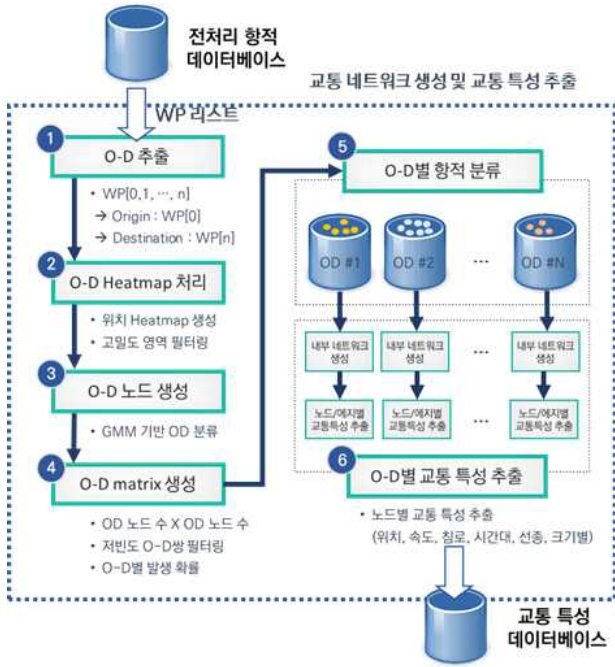 전처리 항적
데이터베이스
교통 네트워크 생성 및 교통 특성 추출
WP 리스트
1
O-D 추출
• WP[0,1, …, n]
→ Origin : WP[0]
→ Destination : WP[n]
2
O-D Heatmap 처리
• 위치 Heatmap 생성
• 고밀도 영역 필터링
3
O-D 노드 생성
• GMM 기반 OD 분류
4
O-D matrix 생성
• OD 노드 수 X OD 노드 수
• 저빈도 O-D쌍 필터링
• O-D별 발생 확률
5
O-D별 항적 분류
OD #1 OD #2 … OD #N
내부 네트워크
생성
내부 네트워크
생성
…
내부 네트워크
생성
노드/에지별
교통특성 추출
노드/에지별
교통특성 추출
…
노드/에지별
교통특성 추출
6
O-D별 교통 특성 추출
• 노드별 교통 특성 추출
(위치, 속도, 침로, 시간대, 선종, 크기별)
교통 특성
데이터베이스